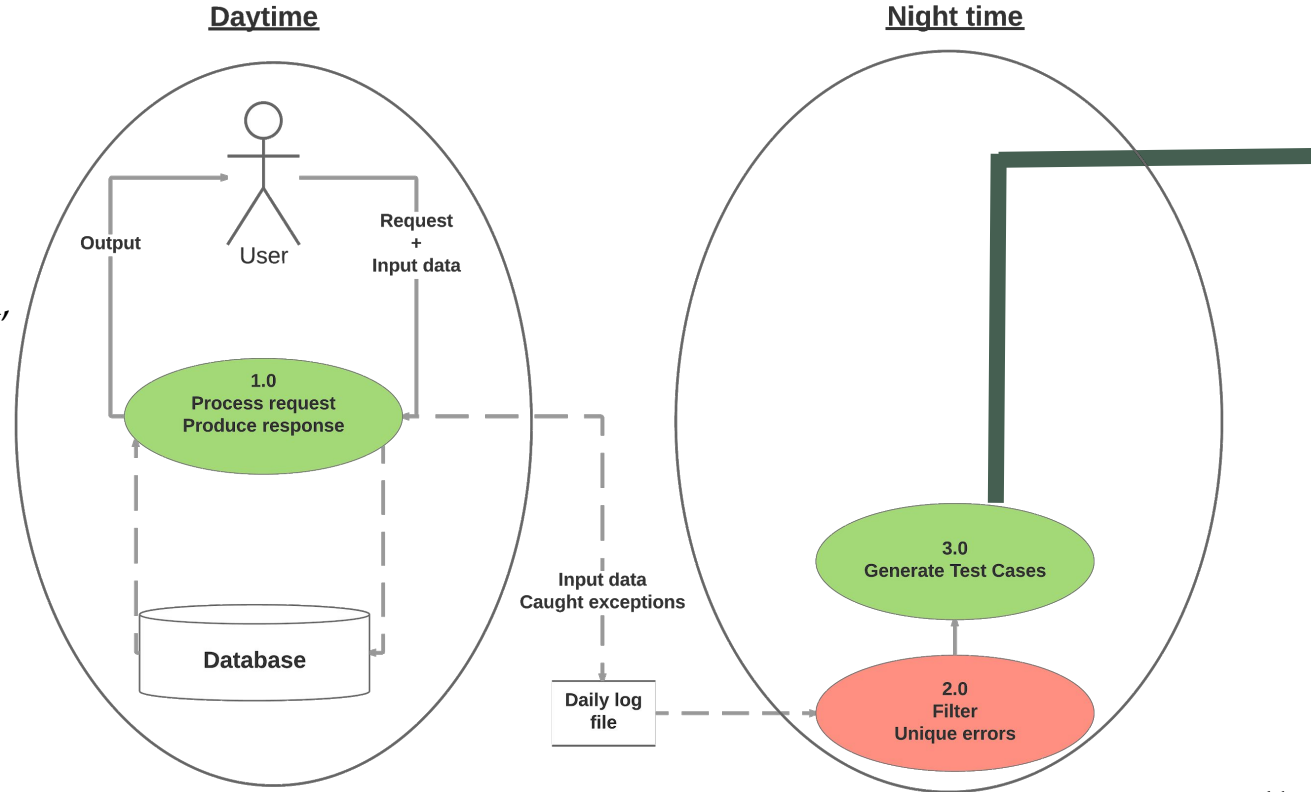 Daytime
Night time
User
Output
Request
+
Input data
1.0
Process request
Produce response
Database
Input data
Caught exceptions
Daily log
file
3.0
Generate Test Cases
2.0
Filter
Unique errors